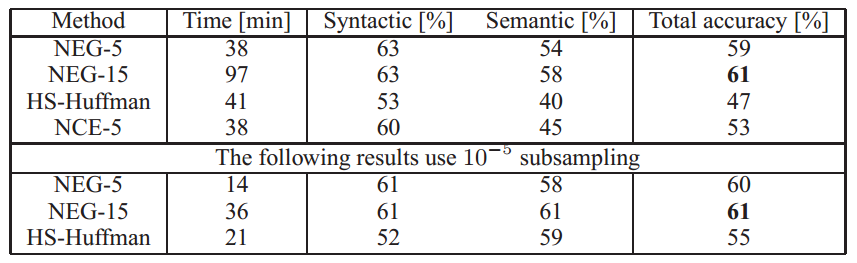 Method Time [min] Syntactic [%] Semantic [%] Total accuracy [%]
NEG-5 38 63 54 59
NEG-15 97 63 58 61
HS-Huffman 41 53 40 47
NCE-5 38 60 45 53
The following results use 10⁻⁵ subsampling
NEG-5 14 61 58 60
NEG-15 36 61 61 61
HS-Huffman 21 52 59 55